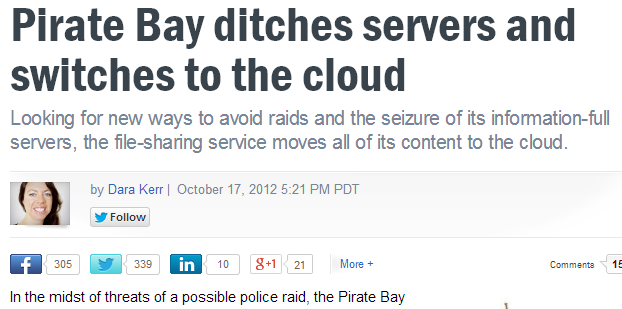 Pirate Bay ditches servers and
switches to the cloud
Looking for new ways to avoid raids and the seizure of its information-full
servers, the file-sharing service moves all of its content to the cloud.
by Dara Kerr | October 17, 2012 5:21 PM PDT
Follow
f 305 339 in 10 g+1 21 More + Comments 15
In the midst of threats of a possible police raid, the Pirate Bay